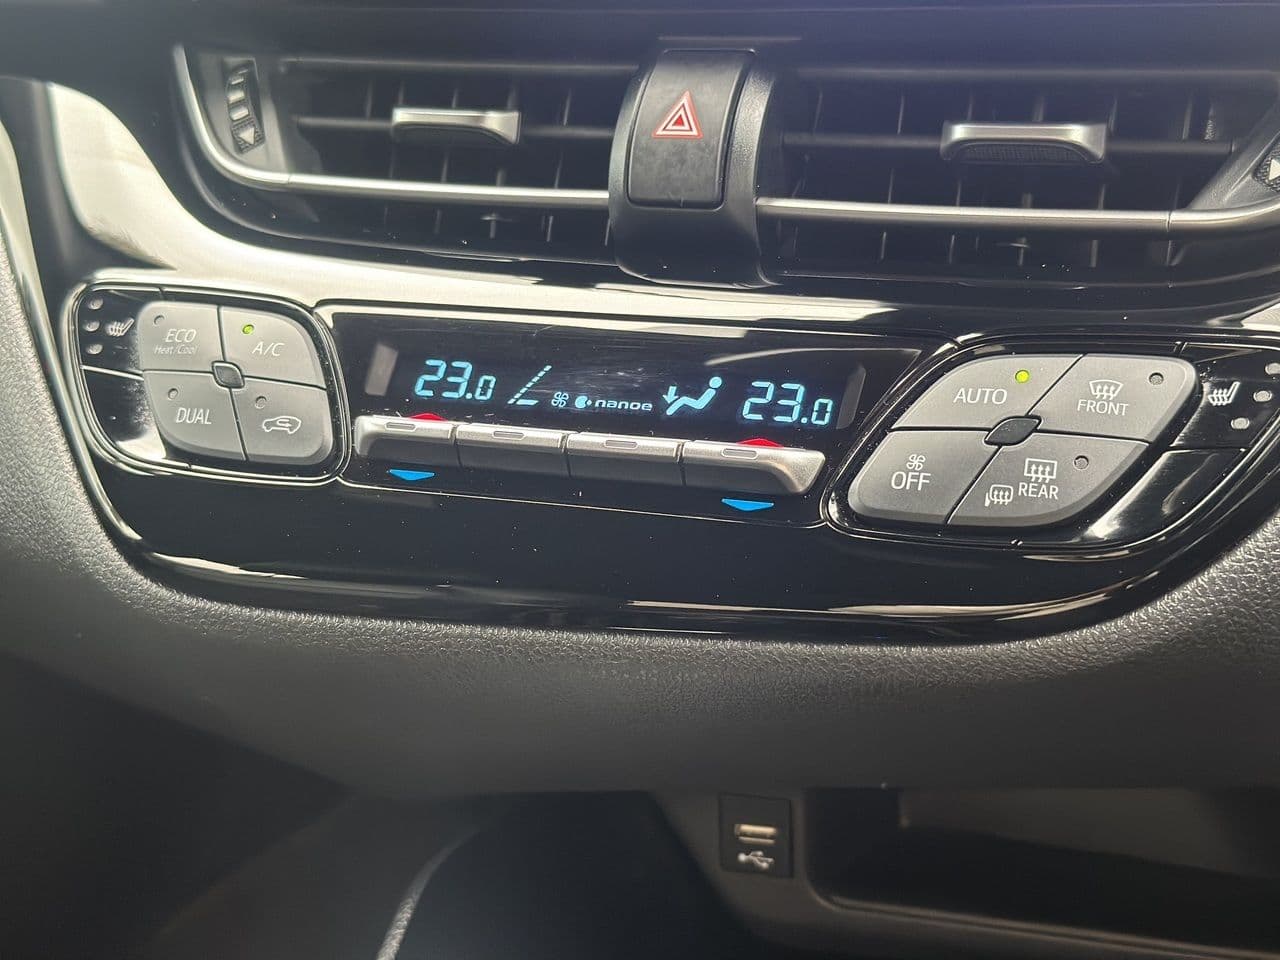 ECO
Heat/Cool
A/C
DUAL
23.0
nanoe
23.0
AUTO
FRONT
OFF
REAR